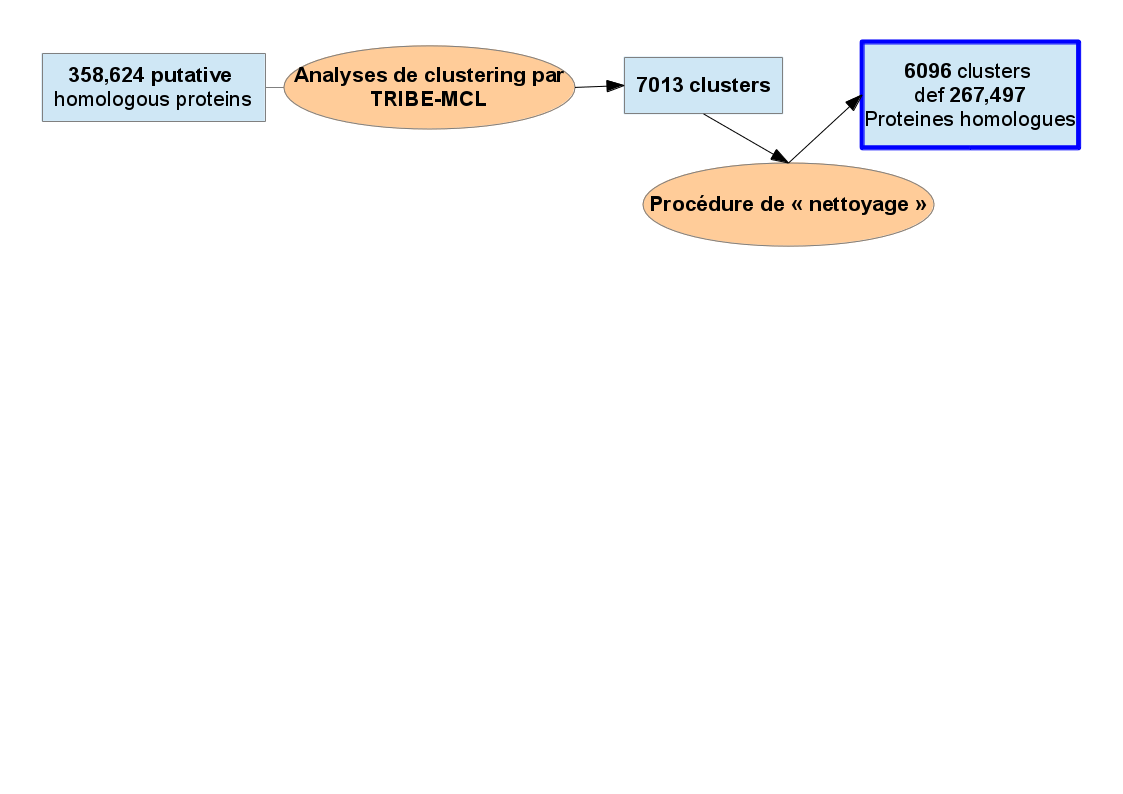 358,624 putative
homologous proteins
Analyses de clustering par
TRIBE-MCL
7013 clusters
6096 clusters
def 267,497
Proteines homologues
Procédure de « nettoyage »